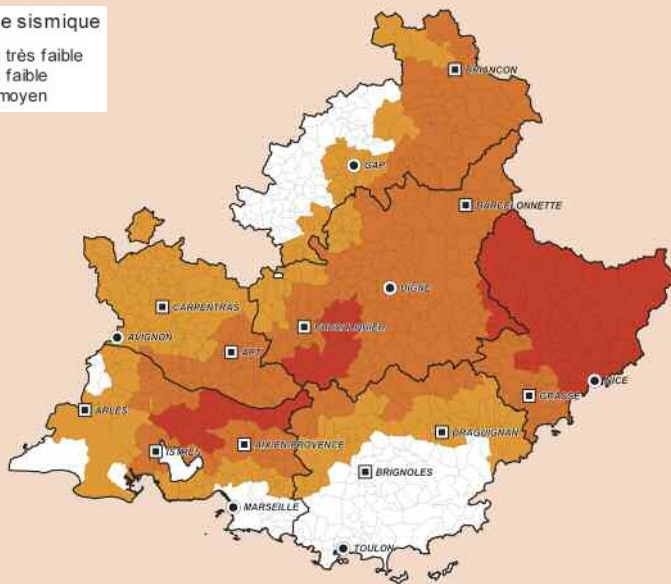 e sismique
très faible
faible
moyen
BRIANCON
GAP
BARCELONNETTE
DIGNE
CARPENTRAS
FORCALQUIER
AVIGNON
APT
NICE
GRASSE
ARLES
DRAGUIGNAN
ISTRES
AIX-EN-PROVENCE
BRIGNOLES
MARSEILLE
TOULON